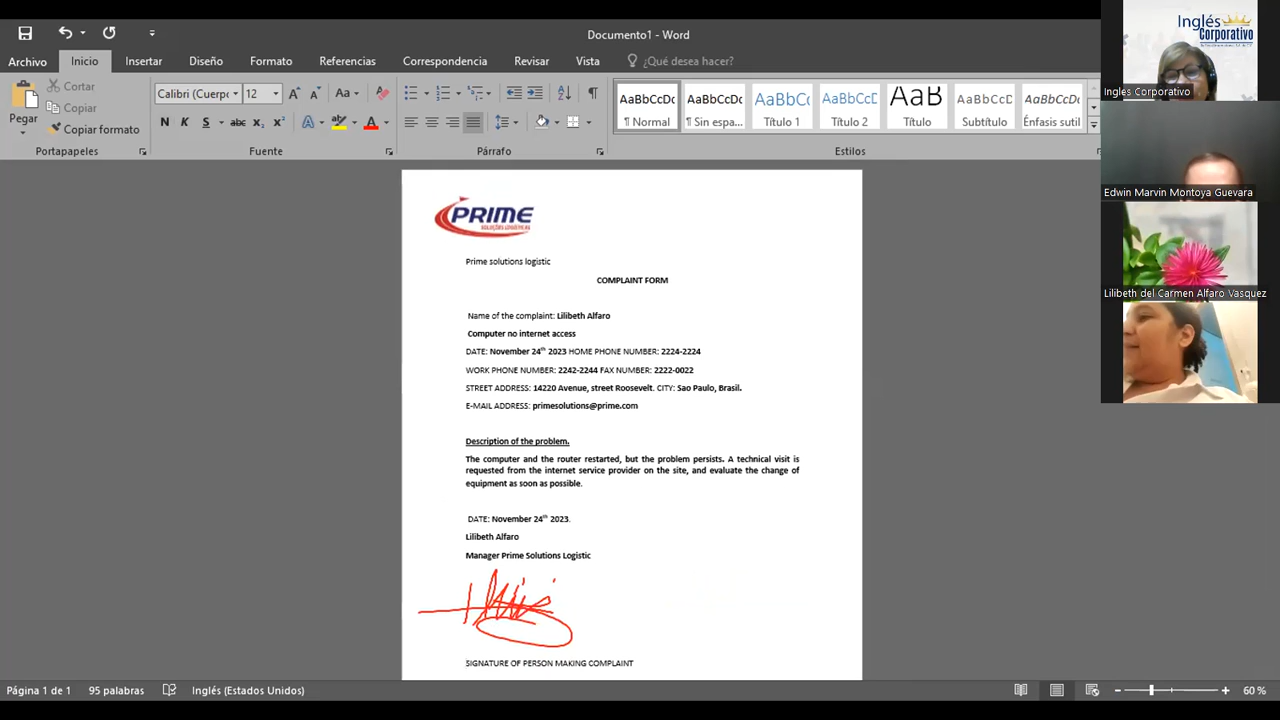 Documento1 - Word
Archivo Inicio Insertar Diseño Formato Referencias Correspondencia Revisar Vista ¿Qué desea hacer?
Pegar
Cortar
Copiar
Copiar formato
Calibri (Cuerpo 12
Portapapeles Fuente Párrafo Estilos
AaBbCcDc AaBbCcDc AaBbC AaBbCcD AaB AaBbCcD AaBbCcDc
¶ Normal ¶ Sin espa... Título 1 Título 2 Título Subtítulo Énfasis sutil
Inglés
Corporativo
Ingles Corporativo
Edwin Marvin Montoya Guevara
Lilibeth del Carmen Alfaro Vasquez
PRIME
SOLUÇÕES LOGÍSTICAS
Prime solutions logistic
COMPLAINT FORM
Name of the complaint: Lilibeth Alfaro
Computer no internet access
DATE: November 24th 2023 HOME PHONE NUMBER: 2224-2224
WORK PHONE NUMBER: 2242-2244 FAX NUMBER: 2222-0022
STREET ADDRESS: 14220 Avenue, street Roosevelt. CITY: Sao Paulo, Brasil.
E-MAIL ADDRESS: primesolutions@prime.com
Description of the problem.
The computer and the router restarted, but the problem persists. A technical visit is
requested from the internet service provider on the site, and evaluate the change of
equipment as soon as possible.
DATE: November 24th 2023.
Lilibeth Alfaro
Manager Prime Solutions Logistic
SIGNATURE OF PERSON MAKING COMPLAINT
Página 1 de 1 95 palabras Inglés (Estados Unidos) 60 %